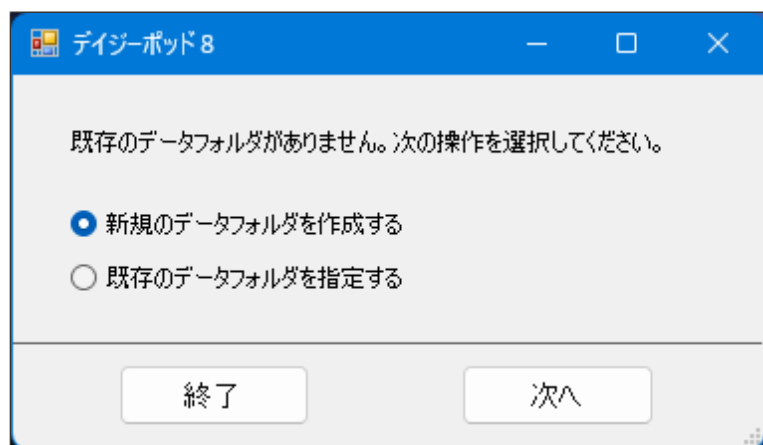 デイジーポッド 8
既存のデータフォルダがありません。次の操作を選択してください。
新規のデータフォルダを作成する
既存のデータフォルダを指定する
終了
次へ